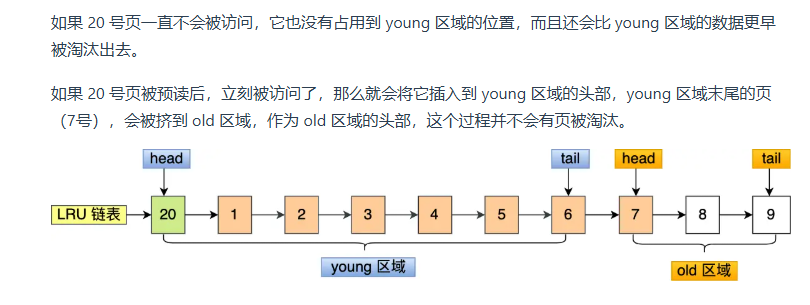 如果 20 号页一直不会被访问，它也没有占用到 young 区域的位置，而且还会比 young 区域的数据更早
被淘汰出去。
如果 20 号页被预读后，立刻被访问了，那么就会将它插入到 young 区域的头部，young 区域末尾的页
（7号），会被挤到 old 区域，作为 old 区域的头部，这个过程并不会有页被淘汰。
head tail head tail
LRU 链表 20 1 2 3 4 5 6 7 8 9
young 区域 old 区域